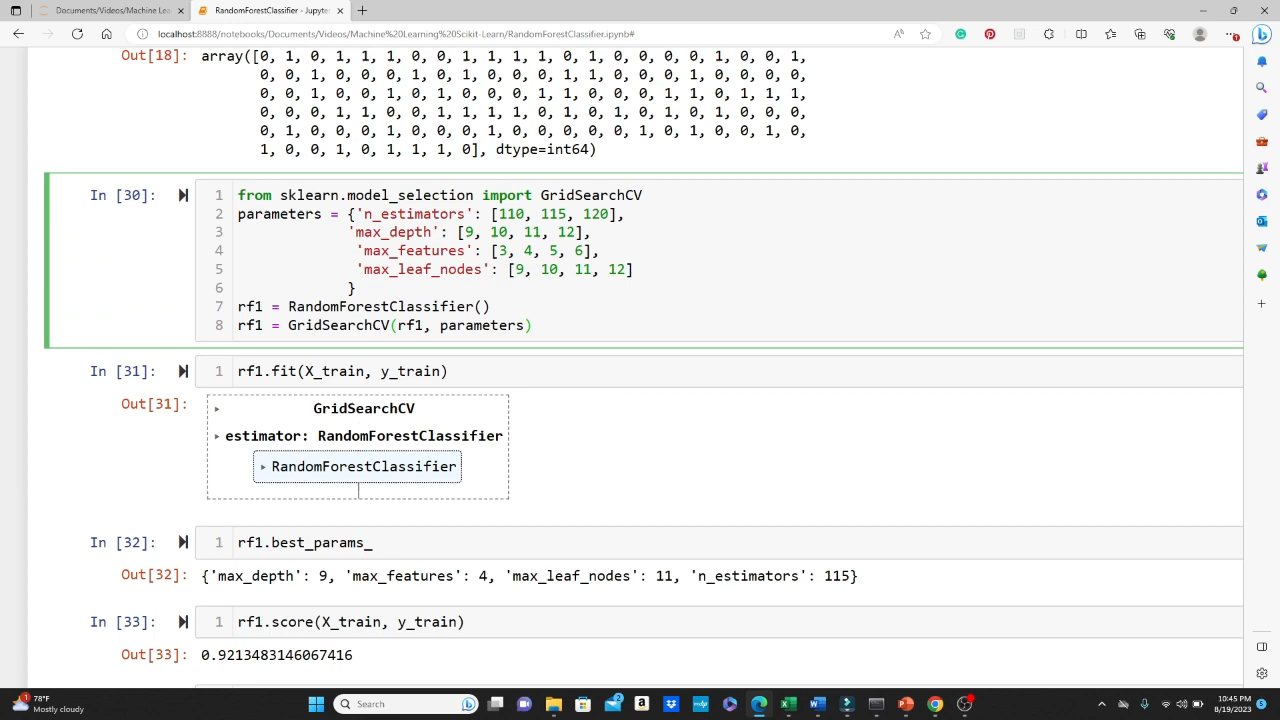 Documents/Videos/Machine Lea
RandomForestClassifier - Jupyter
localhost:8888/notebooks/Documents/Videos/Machine%20Learning%20Scikit-Learn/RandomForestClassifier.ipynb#
Out[18]: array([0, 1, 0, 1, 1, 1, 0, 0, 1, 1, 1, 1, 0, 1, 0, 0, 0, 0, 1, 0, 0, 1,
0, 0, 1, 0, 0, 0, 1, 0, 0, 1, 0, 0, 1, 1, 0, 0, 0, 1, 0, 0, 0, 0,
0, 0, 1, 0, 0, 1, 0, 1, 0, 0, 0, 1, 1, 0, 0, 0, 1, 1, 0, 1, 1, 1,
0, 0, 0, 1, 1, 0, 0, 1, 1, 1, 1, 0, 1, 0, 1, 0, 1, 0, 1, 0, 0, 0,
0, 1, 0, 0, 0, 1, 0, 0, 0, 1, 0, 0, 0, 0, 0, 1, 0, 1, 0, 0, 1, 0,
1, 0, 0, 1, 0, 1, 1, 1, 0], dtype=int64)
In [30]: 1 from sklearn.model_selection import GridSearchCV
2 parameters = {'n_estimators': [110, 115, 120],
3 'max_depth': [9, 10, 11, 12],
4 'max_features': [3, 4, 5, 6],
5 'max_leaf_nodes': [9, 10, 11, 12]
6 }
7 rf1 = RandomForestClassifier()
8 rf1 = GridSearchCV(rf1, parameters)
In [31]: 1 rf1.fit(X_train, y_train)
Out[31]: GridSearchCV
estimator: RandomForestClassifier
RandomForestClassifier
In [32]: 1 rf1.best_params_
Out[32]: {'max_depth': 9, 'max_features': 4, 'max_leaf_nodes': 11, 'n_estimators': 115}
In [33]: 1 rf1.score(X_train, y_train)
Out[33]: 0.9213483146067416
78°F
Mostly cloudy
Search
10:45 PM
8/19/2023